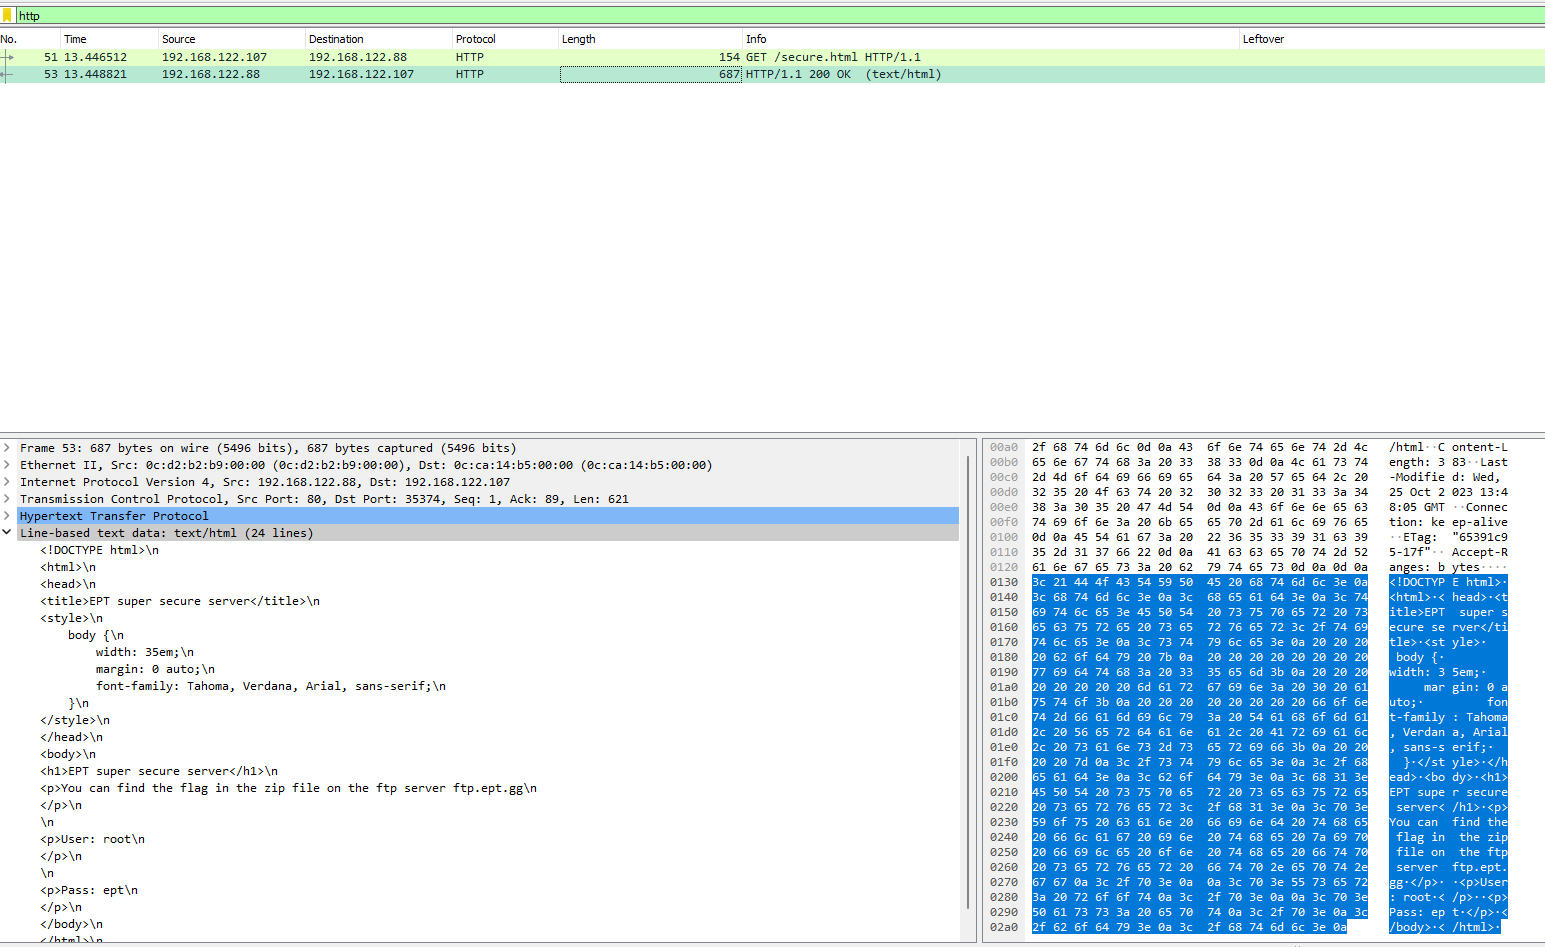 http
No. Time Source Destination Protocol Length Info Leftover
51 13.446512 192.168.122.107 192.168.122.88 HTTP 154 GET /secure.html HTTP/1.1
53 13.448821 192.168.122.88 192.168.122.107 HTTP 687 HTTP/1.1 200 OK (text/html)
Frame 53: 687 bytes on wire (5496 bits), 687 bytes captured (5496 bits)
Ethernet II, Src: 0c:d2:b2:b9:00:00 (0c:d2:b2:b9:00:00), Dst: 0c:ca:14:b5:00:00 (0c:ca:14:b5:00:00)
Internet Protocol Version 4, Src: 192.168.122.88, Dst: 192.168.122.107
Transmission Control Protocol, Src Port: 80, Dst Port: 35374, Seq: 1, Ack: 89, Len: 621
Hypertext Transfer Protocol
Line-based text data: text/html (24 lines)
<!DOCTYPE html>\n
<html>\n
<head>\n
<title>EPT super secure server</title>\n
<style>\n
body {\n
width: 35em;\n
margin: 0 auto;\n
font-family: Tahoma, Verdana, Arial, sans-serif;\n
}\n
</style>\n
</head>\n
<body>\n
<h1>EPT super secure server</h1>\n
<p>You can find the flag in the zip file on the ftp server ftp.ept.gg\n
</p>\n
\n
<p>User: root\n
</p>\n
\n
<p>Pass: ept\n
</p>\n
</body>\n
</html>\n
00a0 2f 68 74 6d 6c 0d 0a 43 6f 6e 74 65 6e 74 2d 4c /html··C ontent-L
00b0 65 6e 67 74 68 3a 20 33 38 33 0d 0a 4c 61 73 74 ength: 3 83··Last
00c0 2d 4d 6f 64 69 66 69 65 64 3a 20 57 65 64 2c 20 -Modifie d: Wed,
00d0 32 35 20 4f 63 74 20 32 30 32 33 20 31 33 3a 34 25 Oct 2 023 13:4
00e0 38 3a 30 35 20 47 4d 54 0d 0a 43 6f 6e 6e 65 63 8:05 GMT ··Connec
00f0 74 69 6f 6e 3a 20 6b 65 65 70 2d 61 6c 69 76 65 tion: ke ep-alive
0100 0d 0a 45 54 61 67 3a 20 22 36 35 33 39 31 63 39 ··ETag: "65391c9
0110 35 2d 31 37 66 22 0d 0a 41 63 63 65 70 74 2d 52 5-17f"·· Accept-R
0120 61 6e 67 65 73 3a 20 62 79 74 65 73 0d 0a 0d 0a anges: b ytes····
0130 3c 21 44 4f 43 54 59 50 45 20 68 74 6d 6c 3e 0a <!DOCTYP E html>·
0140 3c 68 74 6d 6c 3e 0a 3c 68 65 61 64 3e 0a 3c 74 <html>·< head>·<t
0150 69 74 6c 65 3e 45 50 54 20 73 75 70 65 72 20 73 itle>EPT super s
0160 65 63 75 72 65 20 73 65 72 76 65 72 3c 2f 74 69 ecure se rver</ti
0170 74 6c 65 3e 0a 3c 73 74 79 6c 65 3e 0a 20 20 20 tle>·<st yle>·
0180 20 62 6f 64 79 20 7b 0a 20 20 20 20 20 20 20 20 body {·
0190 77 69 64 74 68 3a 20 33 35 65 6d 3b 0a 20 20 20 width: 3 5em;·
01a0 20 20 20 20 20 6d 61 72 67 69 6e 3a 20 30 20 61 mar gin: 0 a
01b0 75 74 6f 3b 0a 20 20 20 20 20 20 20 20 66 6f 6e uto;· fon
01c0 74 2d 66 61 6d 69 6c 79 3a 20 54 61 68 6f 6d 61 t-family : Tahoma
01d0 2c 20 56 65 72 64 61 6e 61 2c 20 41 72 69 61 6c , Verdan a, Arial
01e0 2c 20 73 61 6e 73 2d 73 65 72 69 66 3b 0a 20 20 , sans-s erif;·
01f0 20 20 7d 0a 3c 2f 73 74 79 6c 65 3e 0a 3c 2f 68 }·</st yle>·</h
0200 65 61 64 3e 0a 3c 62 6f 64 79 3e 0a 3c 68 31 3e ead>·<bo dy>·<h1>
0210 45 50 54 20 73 75 70 65 72 20 73 65 63 75 72 65 EPT supe r secure
0220 20 73 65 72 76 65 72 3c 2f 68 31 3e 0a 3c 70 3e server< /h1>·<p>
0230 59 6f 75 20 63 61 6e 20 66 69 6e 64 20 74 68 65 You can find the
0240 20 66 6c 61 67 20 69 6e 20 74 68 65 20 7a 69 70 flag in the zip
0250 20 66 69 6c 65 20 6f 6e 20 74 68 65 20 66 74 70 file on the ftp
0260 20 73 65 72 76 65 72 20 66 74 70 2e 65 70 74 2e server ftp.ept.
0270 67 67 0a 3c 2f 70 3e 0a 0a 3c 70 3e 55 73 65 72 gg·</p>· ·<p>User
0280 3a 20 72 6f 6f 74 0a 3c 2f 70 3e 0a 0a 3c 70 3e : root·< /p>··<p>
0290 50 61 73 73 3a 20 65 70 74 0a 3c 2f 70 3e 0a 3c Pass: ep t·</p>·<
02a0 2f 62 6f 64 79 3e 0a 3c 2f 68 74 6d 6c 3e 0a /body>·< /html>·